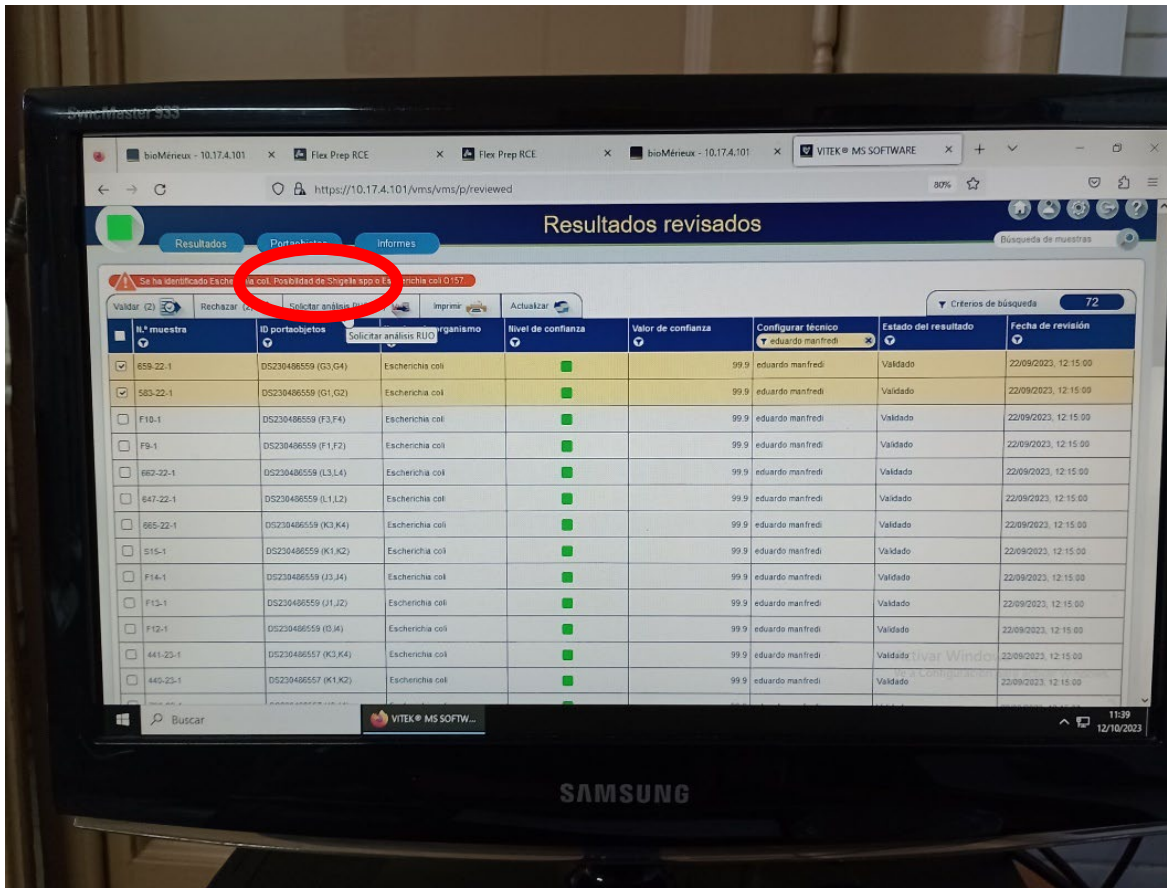 SyncMaster 933
bioMérieux - 10.17.4.101 × Flex Prep RCE × Flex Prep RCE × bioMérieux - 10.17.4.101 × VITEK® MS SOFTWARE × +
https://10.17.4.101/vms/vms/p/reviewed 80%
Resultados revisados
Resultados Informes Búsqueda de muestras
Se ha identificado Escherichia coli. Posiblidad de Shigella spp o Escherichia coli O157.
Validar (2) Rechazar Solicitar análisis Imprimir Actualizar Criterios de búsqueda 72
N.º muestra ID portaobjetos organismo Nivel de confianza Valor de confianza Configurar técnico Estado del resultado Fecha de revisión
Solicitar análisis RUO eduardo manfredi
659-22-1 DS230486559 (G3,G4) Escherichia coli 99.9 eduardo manfredi Validado 22/09/2023, 12:15:00
583-22-1 DS230486559 (G1,G2) Escherichia coli 99.9 eduardo manfredi Validado 22/09/2023, 12:15:00
F10-1 DS230486559 (F3,F4) Escherichia coli 99.9 eduardo manfredi Validado 22/09/2023, 12:15:00
F9-1 DS230486559 (F1,F2) Escherichia coli 99.9 eduardo manfredi Validado 22/09/2023, 12:15:00
662-22-1 DS230486559 (L3,L4) Escherichia coli 99.9 eduardo manfredi Validado 22/09/2023, 12:15:00
647-22-1 DS230486559 (L1,L2) Escherichia coli 99.9 eduardo manfredi Validado 22/09/2023, 12:15:00
665-22-1 DS230486559 (K3,K4) Escherichia coli 99.9 eduardo manfredi Validado 22/09/2023, 12:15:00
S15-1 DS230486559 (K1,K2) Escherichia coli 99.9 eduardo manfredi Validado 22/09/2023, 12:15:00
F14-1 DS230486559 (J3,J4) Escherichia coli 99.9 eduardo manfredi Validado 22/09/2023, 12:15:00
F13-1 DS230486559 (J1,J2) Escherichia coli 99.9 eduardo manfredi Validado 22/09/2023, 12:15:00
F12-1 DS230486559 Escherichia coli 99.9 eduardo manfredi Validado 22/09/2023, 12:15:00
441-23-1 DS230486557 (K3,K4) Escherichia coli 99.9 eduardo manfredi Validado 22/09/2023, 12:15:00
440-23-1 DS230486557 (K1,K2) Escherichia coli 99.9 eduardo manfredi Validado 22/09/2023, 12:15:00
Buscar VITEK® MS SOFTW... 11:39
12/10/2023
SAMSUNG